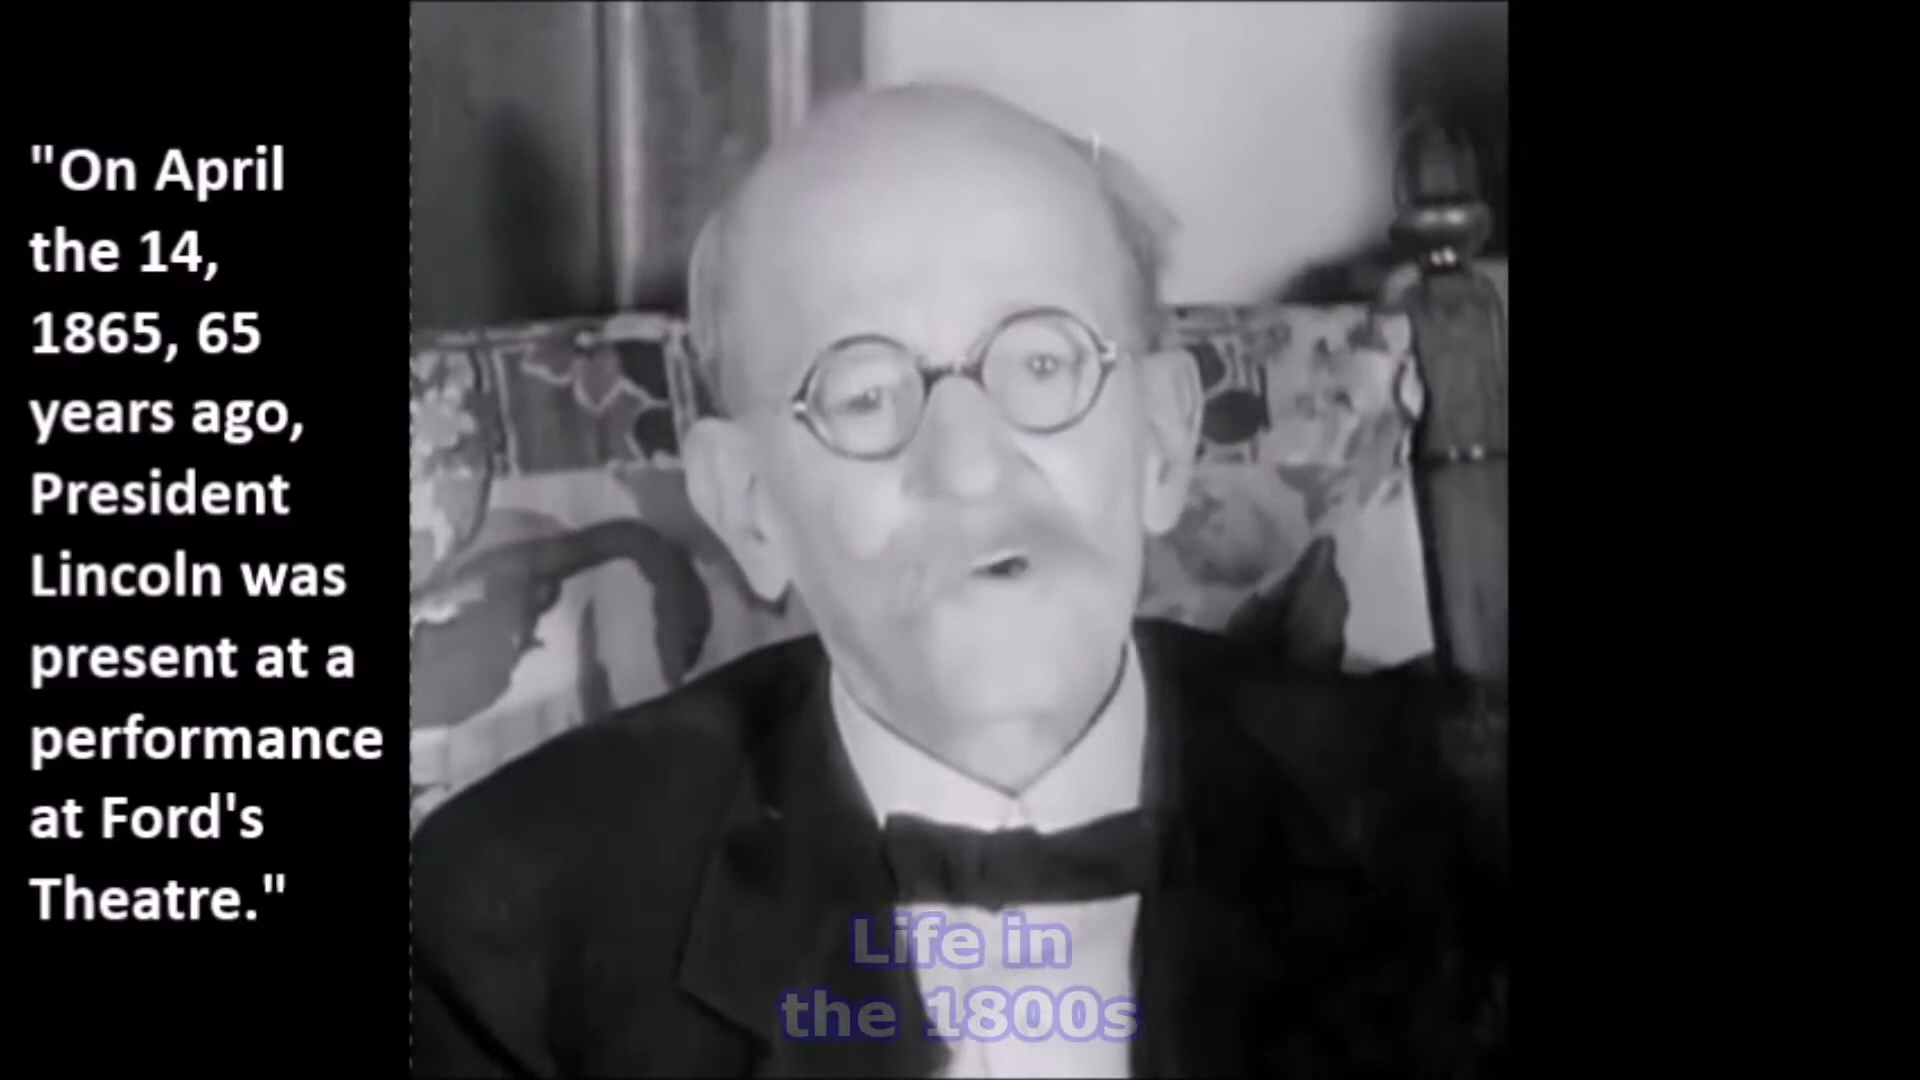 "On April
the 14,
1865, 65
years ago,
President
Lincoln was
present at a
performance
at Ford's
Theatre."
Life in
the 1800s